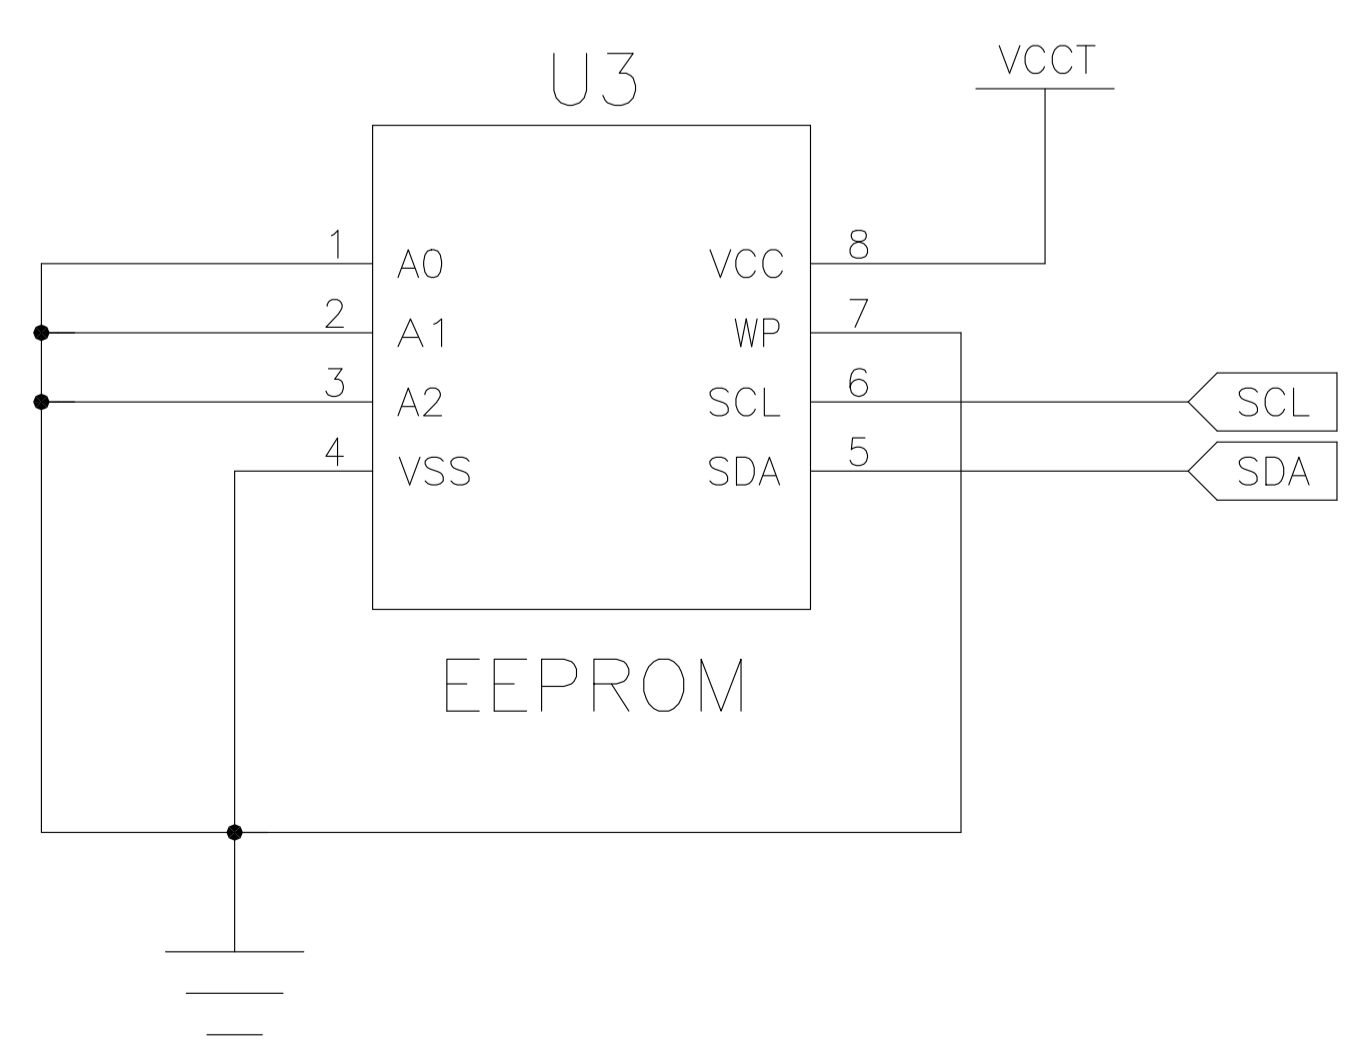 U3
VCCT
1 A0 VCC 8
2 A1 WP 7
3 A2 SCL 6 SCL
4 VSS SDA 5 SDA
EEPROM